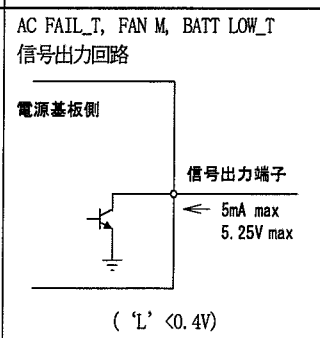 AC FAIL_T, FAN M, BATT LOW_T
信号出力回路
電源基板側
信号出力端子
5mA max
5.25V max
( ‘L’ <0.4V)